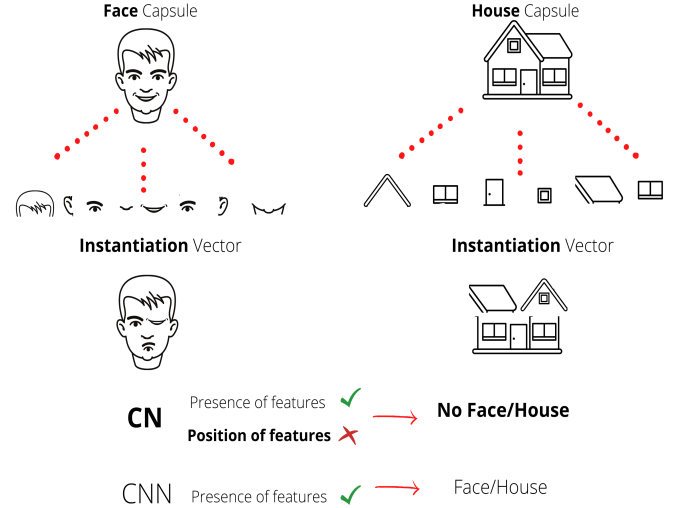 Face Capsule
House Capsule
Instantiation Vector
Instantiation Vector
CN
Presence of features
Position of features
No Face/House
CNN
Presence of features
Face/House